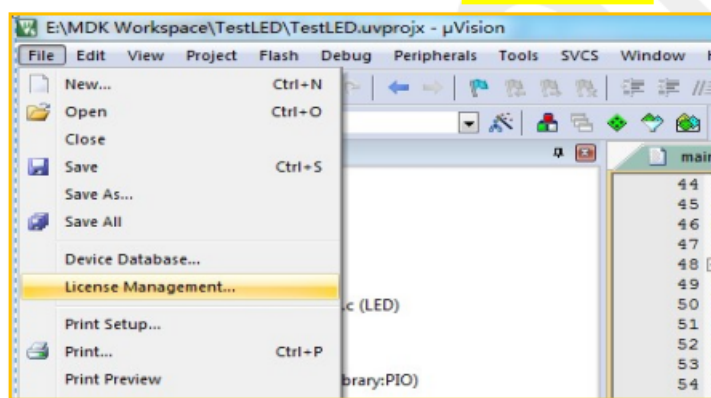 E:\MDK Workspace\TestLED\TestLED.uvprojx - µVision
File Edit View Project Flash Debug Peripherals Tools SVCS Window
New... Ctrl+N
Open Ctrl+O
Close
Save Ctrl+S
Save As...
Save All
Device Database...
License Management...
Print Setup...
Print... Ctrl+P
Print Preview
.c (LED)
brary:PIO)
main
44
45
46
47
48
49
50
51
52
53
54